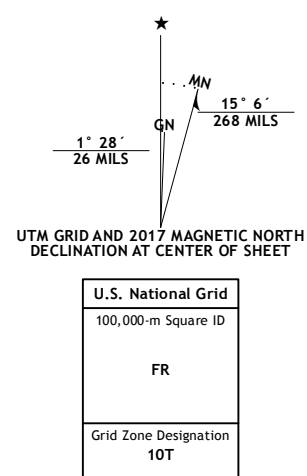 ★
MN
15° 6´
268 MILS
GN
1° 28´
26 MILS
UTM GRID AND 2017 MAGNETIC NORTH
DECLINATION AT CENTER OF SHEET
U.S. National Grid
100,000-m Square ID
FR
Grid Zone Designation
10T